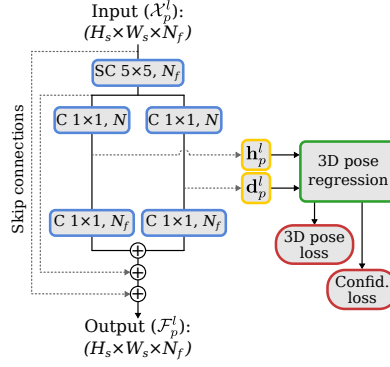 Input (𝒳ₚˡ):
(Hₛ×Wₛ×N_f)
SC 5×5, N_f
C 1×1, N
C 1×1, N
Skip connections
hₚˡ
dₚˡ
3D pose
regression
C 1×1, N_f
C 1×1, N_f
3D pose
loss
Confid.
loss
Output (ℱₚˡ):
(Hₛ×Wₛ×N_f)